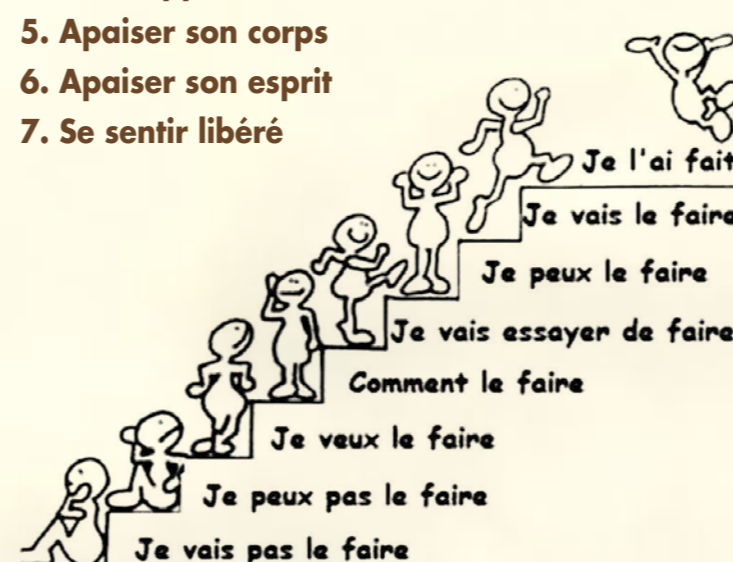 5. Apaiser son corps
6. Apaiser son esprit
7. Se sentir libéré
Je l'ai fait
Je vais le faire
Je peux le faire
Je vais essayer de faire
Comment le faire
Je veux le faire
Je peux pas le faire
Je vais pas le faire